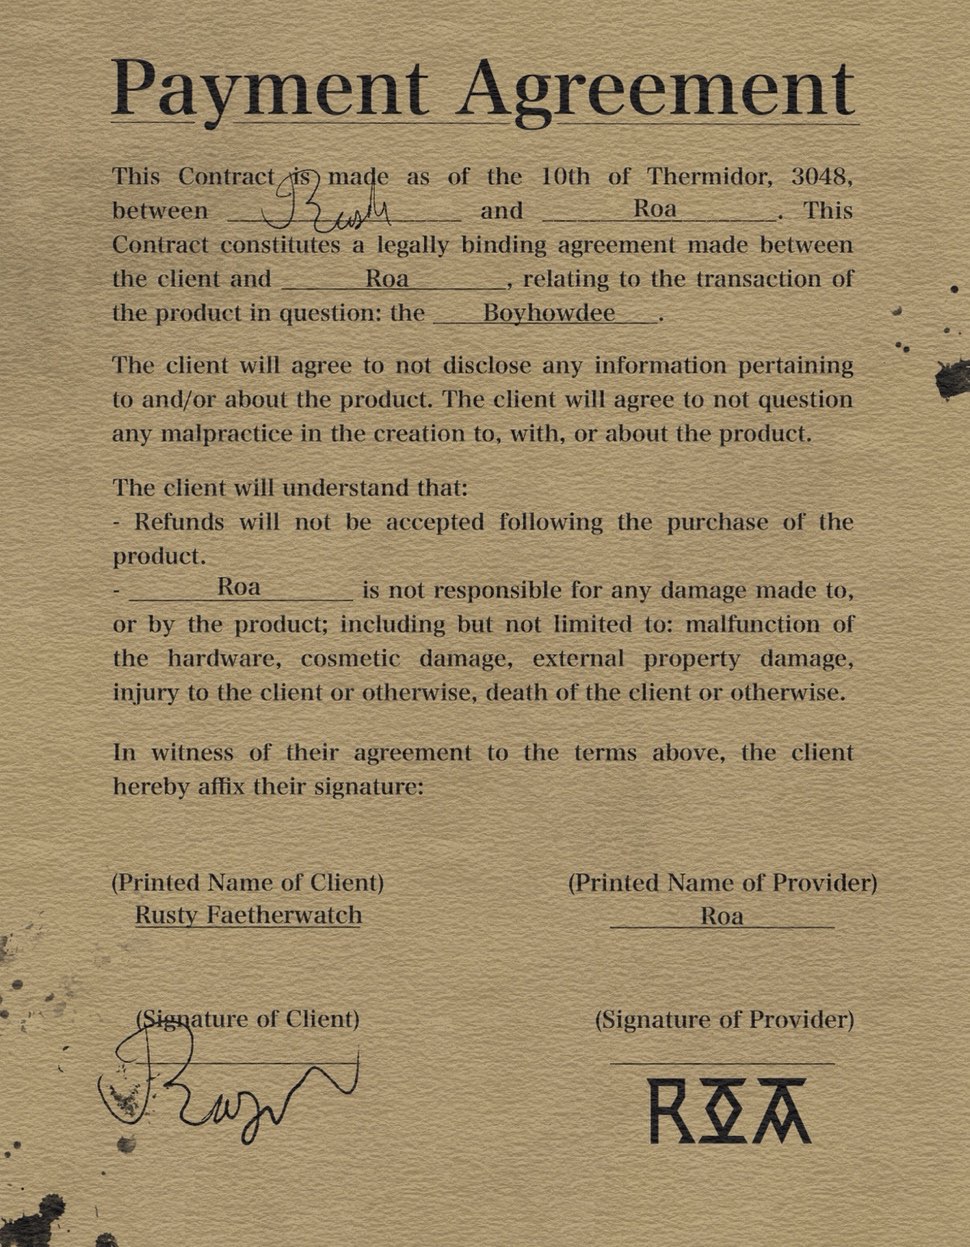 Payment Agreement
This Contract is made as of the 10th of Thermidor, 3048,
between and Roa. This
Contract constitutes a legally binding agreement made between
the client and Roa, relating to the transaction of
the product in question: the Boyhowdee.
The client will agree to not disclose any information pertaining
to and/or about the product. The client will agree to not question
any malpractice in the creation to, with, or about the product.
The client will understand that:
- Refunds will not be accepted following the purchase of the
product.
- Roa is not responsible for any damage made to,
or by the product; including but not limited to: malfunction of
the hardware, cosmetic damage, external property damage,
injury to the client or otherwise, death of the client or otherwise.
In witness of their agreement to the terms above, the client
hereby affix their signature:
(Printed Name of Client) (Printed Name of Provider)
Rusty Faetherwatch Roa
(Signature of Client) (Signature of Provider)
ROA